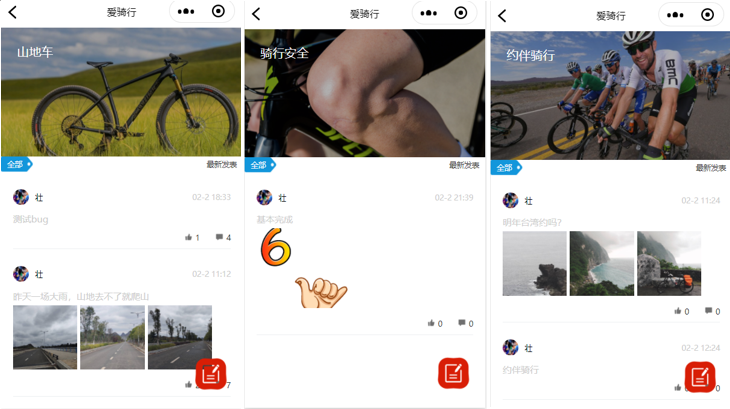 爱骑行
山地车
全部
最新发表
壮
02-2 18:33
测试bug
1
4
壮
02-2 11:12
昨天一场大雨，山地去不了就爬山
7
爱骑行
骑行安全
全部
最新发表
壮
02-2 21:39
基本完成
6
0
0
爱骑行
约伴骑行
BMC
全部
最新发表
壮
02-2 11:24
明年台湾约吗?
0
0
壮
02-2 12:24
约伴骑行
0